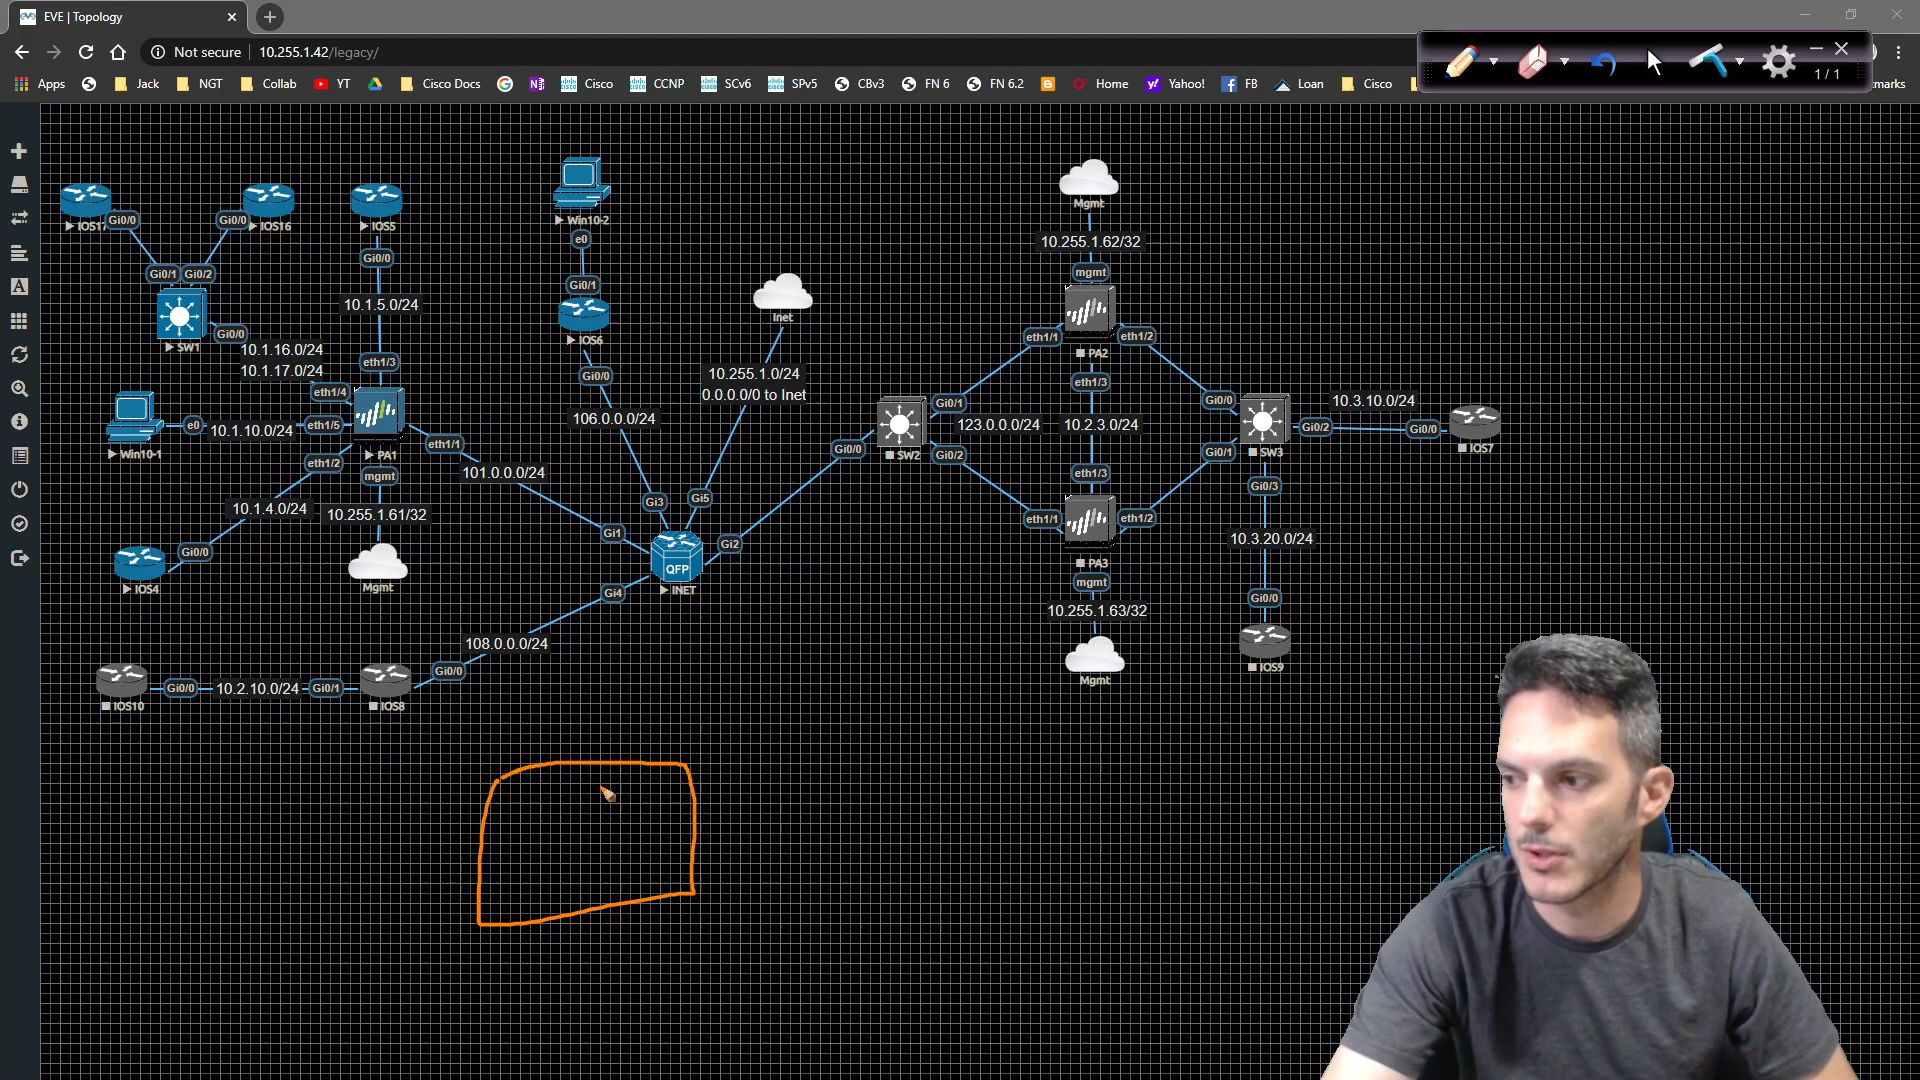 EVE | Topology
Not secure
10.255.1.42/legacy/
Apps
Jack
NGT
Collab
YT
Cisco Docs
Cisco
CCNP
SCv6
SPv5
CBv3
FN 6
FN 6.2
Home
Yahoo!
FB
Loan
Cisco
marks
1 / 1
IOS17
Gi0/0
Gi0/0
IOS16
IOS5
Gi0/0
Gi0/1
Gi0/2
SW1
Gi0/0
10.1.5.0/24
10.1.16.0/24
10.1.17.0/24
eth1/3
eth1/4
Win10-1
e0
10.1.10.0/24
eth1/5
PA1
eth1/1
eth1/2
mgmt
101.0.0.0/24
10.1.4.0/24
10.255.1.61/32
Gi0/0
IOS4
Mgmt
Win10-2
e0
Gi0/1
IOS6
Gi0/0
106.0.0.0/24
Inet
10.255.1.0/24
0.0.0.0/0 to Inet
Gi3
Gi5
Gi1
Gi2
QFP
INET
Gi4
108.0.0.0/24
Gi0/0
IOS10
Gi0/0
10.2.10.0/24
Gi0/1
IOS8
Mgmt
10.255.1.62/32
mgmt
eth1/1
eth1/2
PA2
eth1/3
Gi0/1
Gi0/0
SW2
Gi0/2
123.0.0.0/24
10.2.3.0/24
Gi0/0
eth1/3
eth1/1
eth1/2
PA3
mgmt
10.255.1.63/32
Mgmt
SW3
Gi0/1
Gi0/2
10.3.10.0/24
Gi0/0
IOS7
Gi0/3
10.3.20.0/24
Gi0/0
IOS9